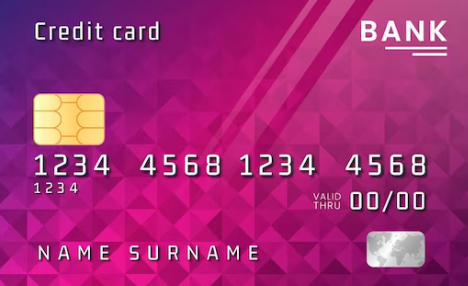 Credit card
BANK
1234 4568 1234 4568
1234
VALID
THRU
00/00
NAME SURNAME